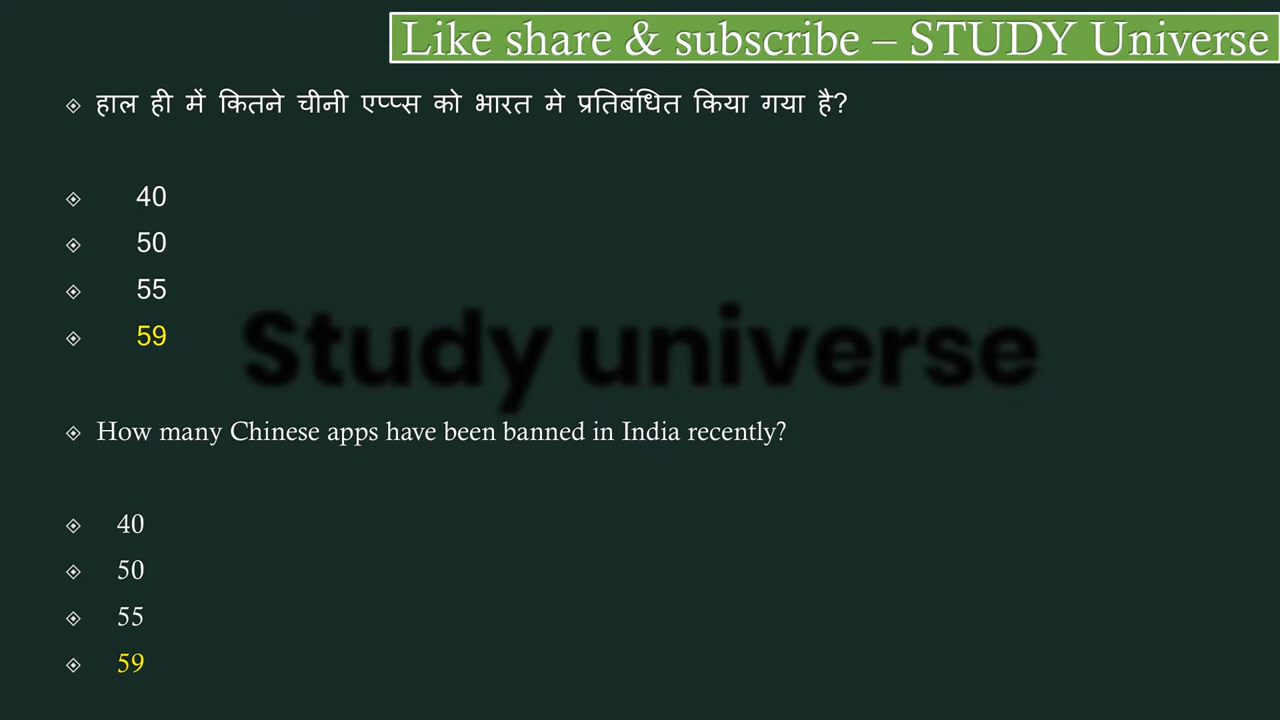 Like share & subscribe – STUDY Universe
हाल ही में कितने चीनी एप्प्स को भारत मे प्रतिबंधित किया गया है?
40
50
55
59
Study universe
How many Chinese apps have been banned in India recently?
40
50
55
59